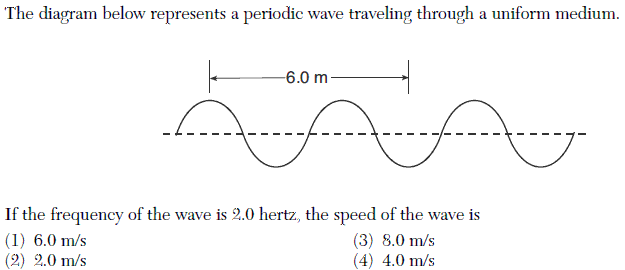 The diagram below represents a periodic wave traveling through a uniform medium.
6.0 m
If the frequency of the wave is 2.0 hertz, the speed of the wave is
(1) 6.0 m/s (3) 8.0 m/s
(2) 2.0 m/s (4) 4.0 m/s